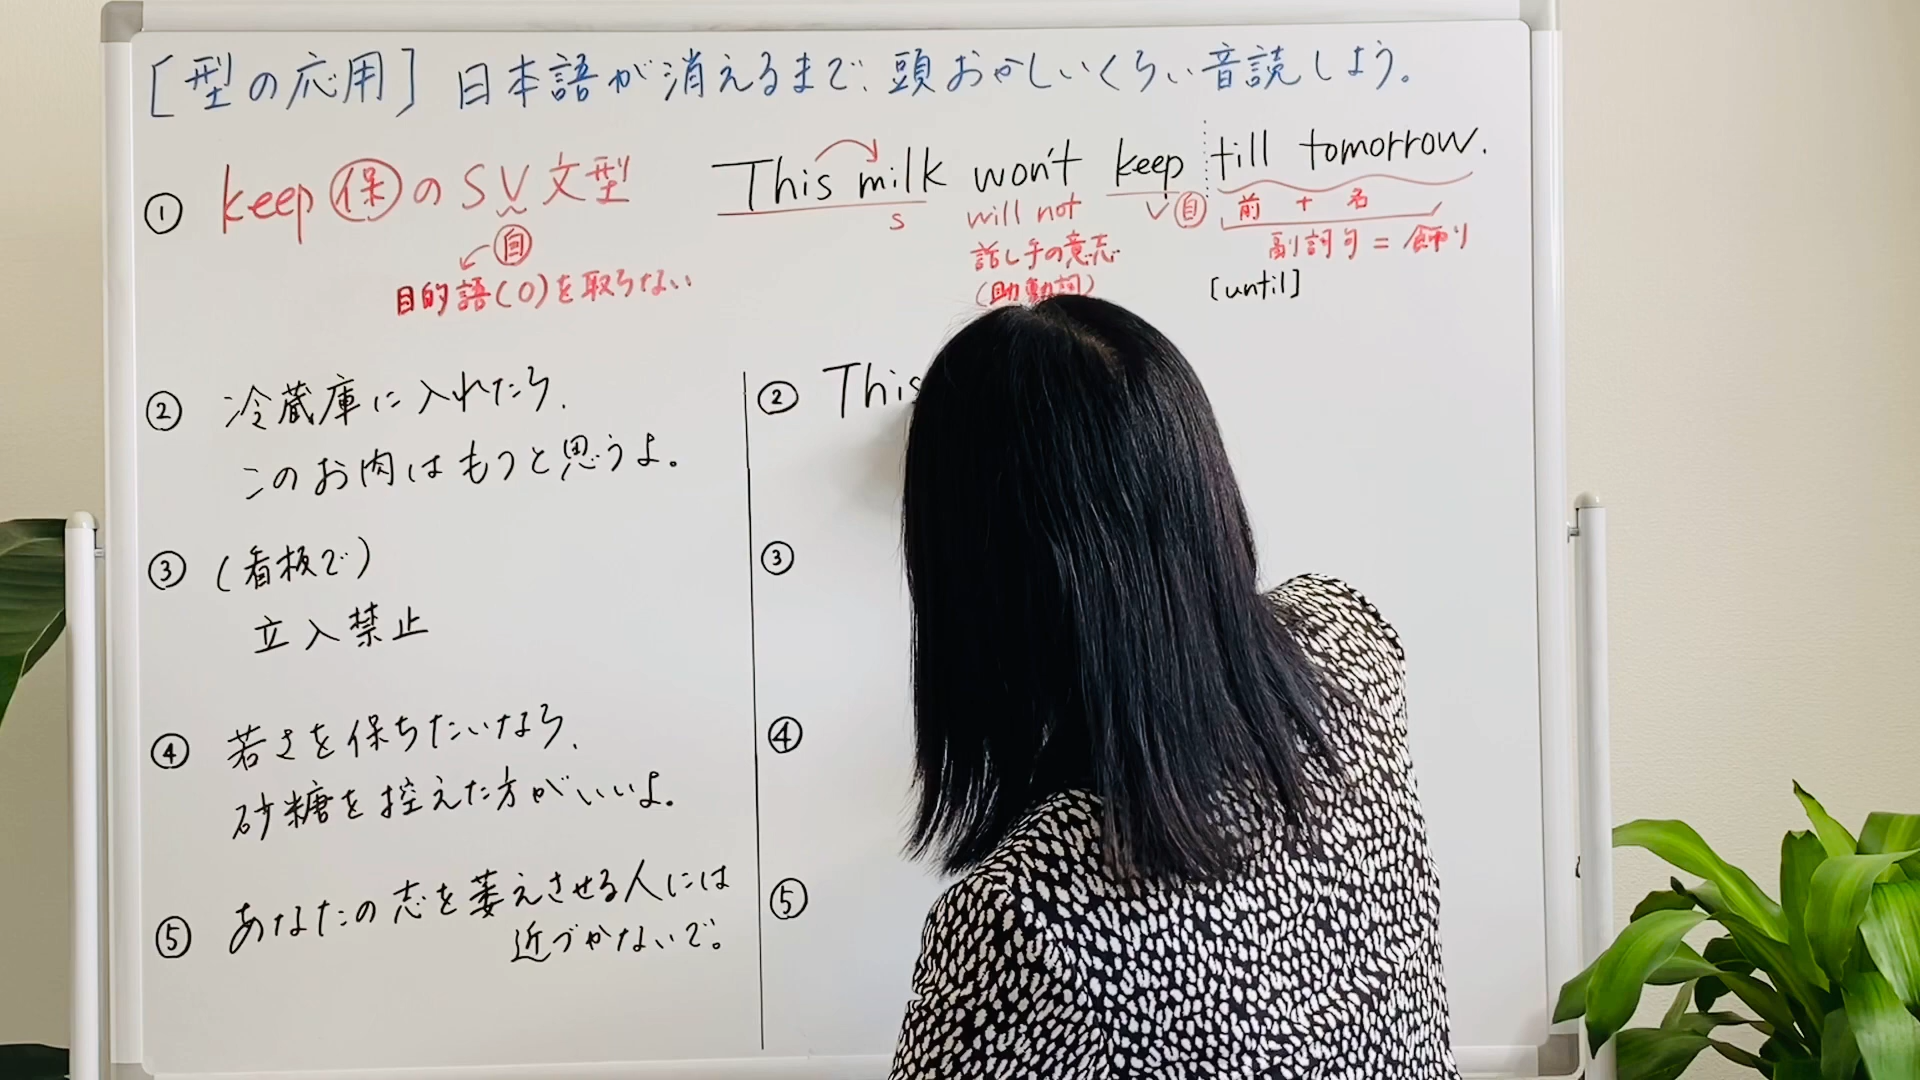 [型の応用] 日本語が消えるまで、頭おかしいくらい音読しよう。
① keep 保 の SV文型
自
目的語(O)を取らない
This milk won't keep till tomorrow.
S will not V 自 前 + 名
話し手の意志 副詞句 = 飾り
(助動詞) [until]
② 冷蔵庫に入れたら、
このお肉はもつと思うよ。
③ (看板で)
立入禁止
④ 若さを保ちたいなら、
砂糖を控えた方がいいよ。
⑤ あなたの志を萎えさせる人には
近づかないで。
② This
③
④
⑤